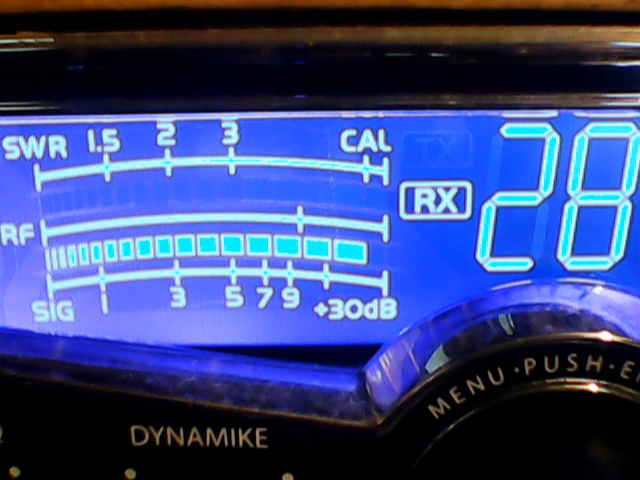 SWR 1.5 2 3 CAL
TX
RX
28
RF
SIG 1 3 5 7 9 +30dB
MENU·PUSH·
DYNAMIKE